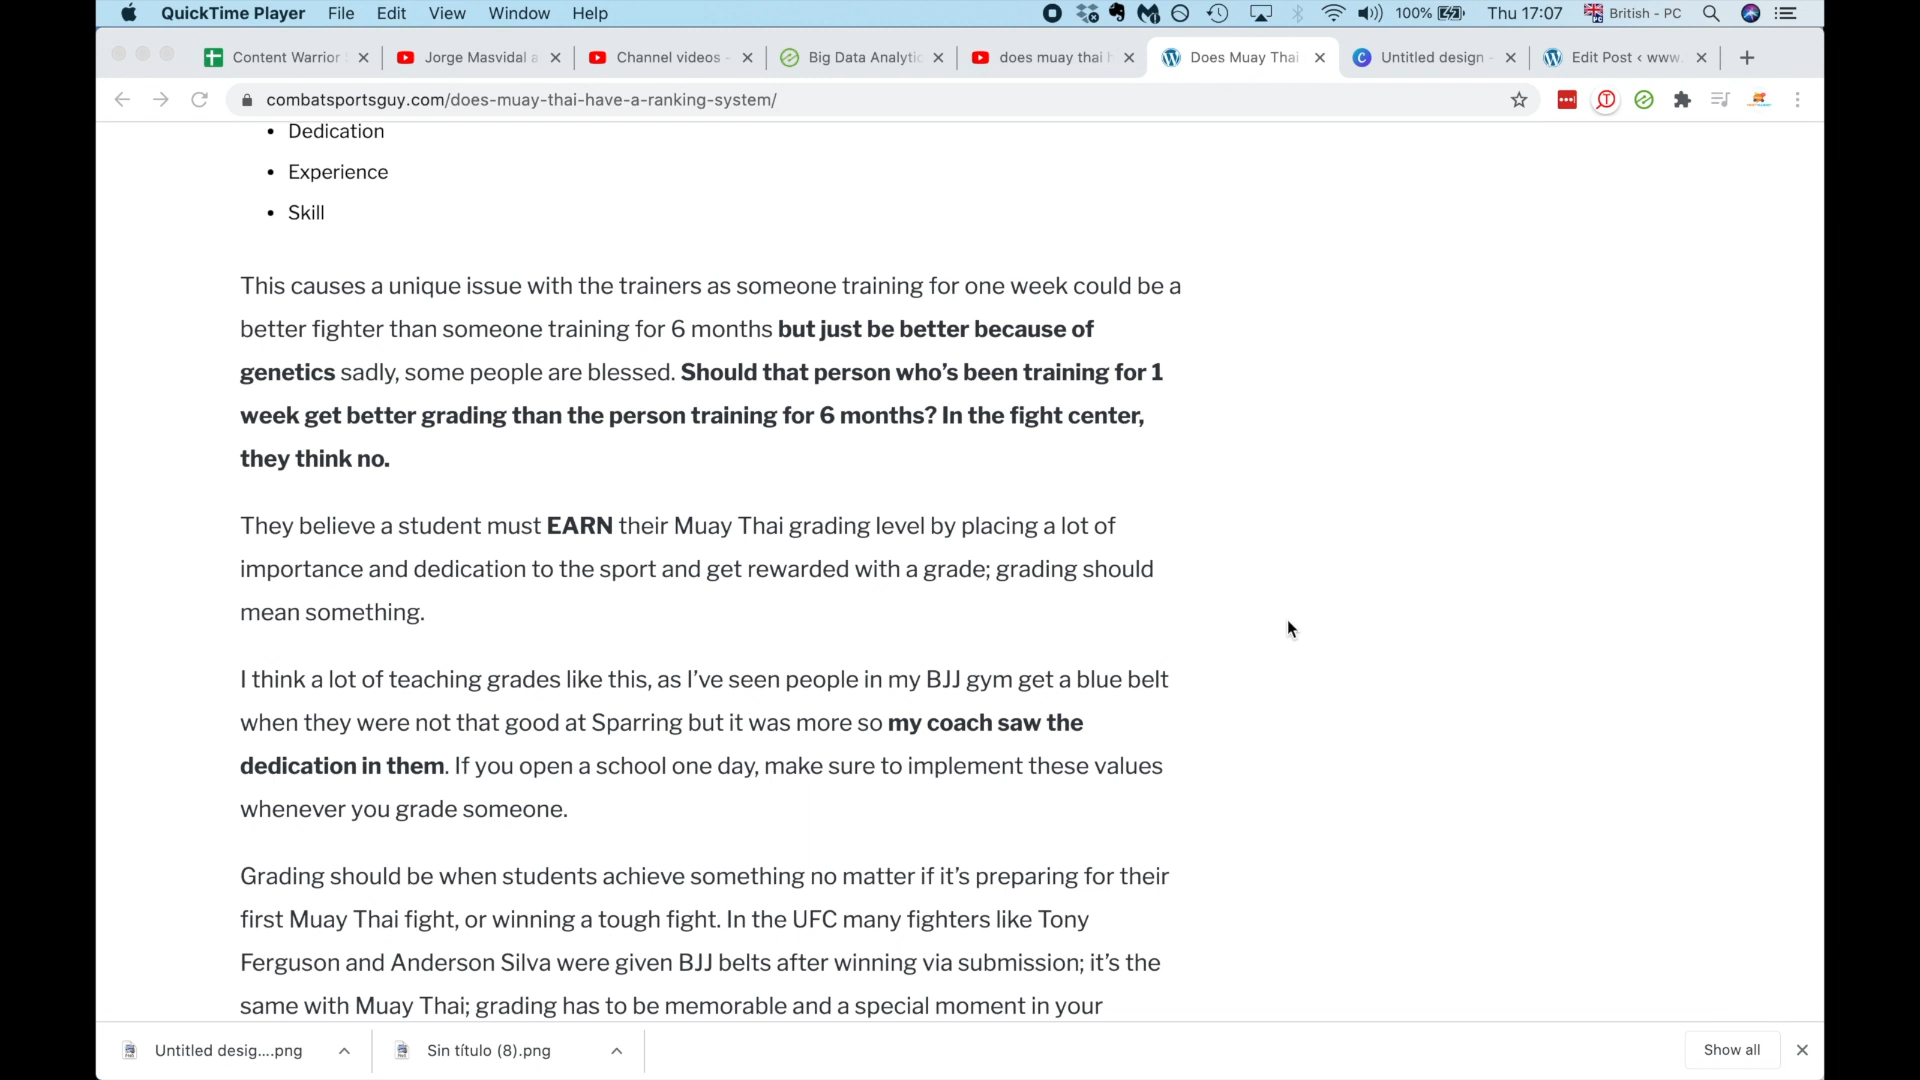 QuickTime Player File Edit View Window Help 100% Thu 17:07 British - PC
Content Warrior Jorge Masvidal a Channel videos - Big Data Analytic does muay thai h Does Muay Thai Untitled design - Edit Post ‹ www.
combatsportsguy.com/does-muay-thai-have-a-ranking-system/
• Dedication
• Experience
• Skill
This causes a unique issue with the trainers as someone training for one week could be a
better fighter than someone training for 6 months but just be better because of
genetics sadly, some people are blessed. Should that person who’s been training for 1
week get better grading than the person training for 6 months? In the fight center,
they think no.
They believe a student must EARN their Muay Thai grading level by placing a lot of
importance and dedication to the sport and get rewarded with a grade; grading should
mean something.
I think a lot of teaching grades like this, as I’ve seen people in my BJJ gym get a blue belt
when they were not that good at Sparring but it was more so my coach saw the
dedication in them. If you open a school one day, make sure to implement these values
whenever you grade someone.
Grading should be when students achieve something no matter if it’s preparing for their
first Muay Thai fight, or winning a tough fight. In the UFC many fighters like Tony
Ferguson and Anderson Silva were given BJJ belts after winning via submission; it’s the
same with Muay Thai; grading has to be memorable and a special moment in your
Untitled desig....png Sin título (8).png Show all